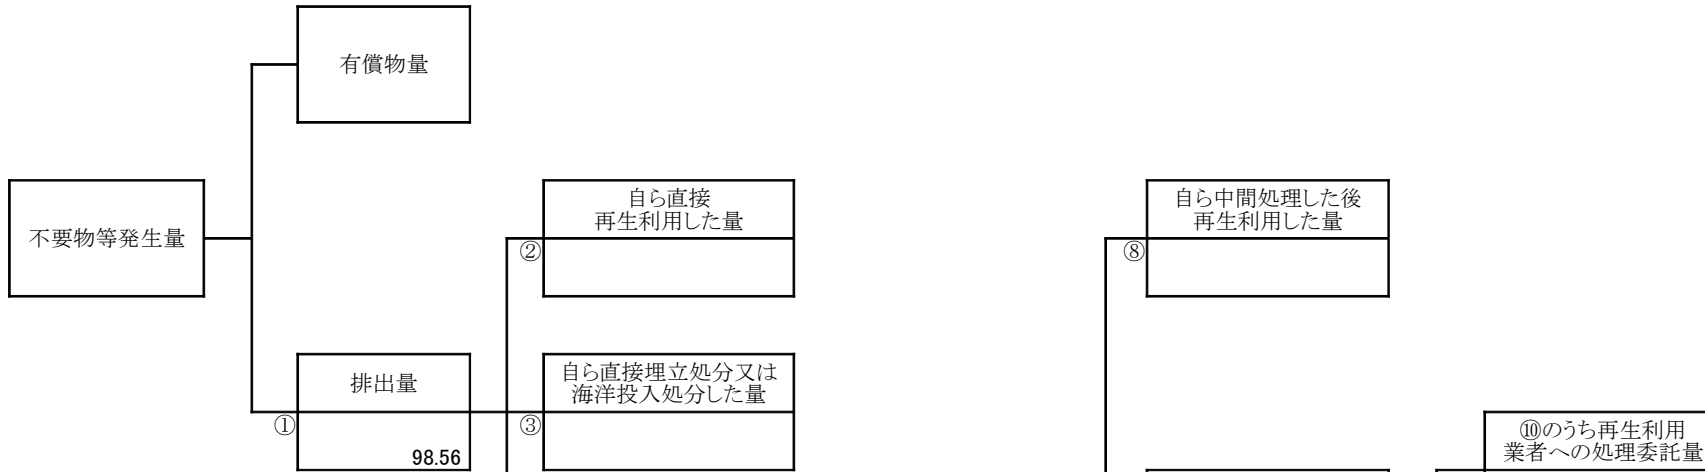 有償物量
不要物等発生量
自ら直接
再生利用した量
②
自ら中間処理した後
再生利用した量
⑧
排出量
①
98.56
自ら直接埋立処分又は
海洋投入処分した量
③
⑩のうち再生利用
業者への処理委託量